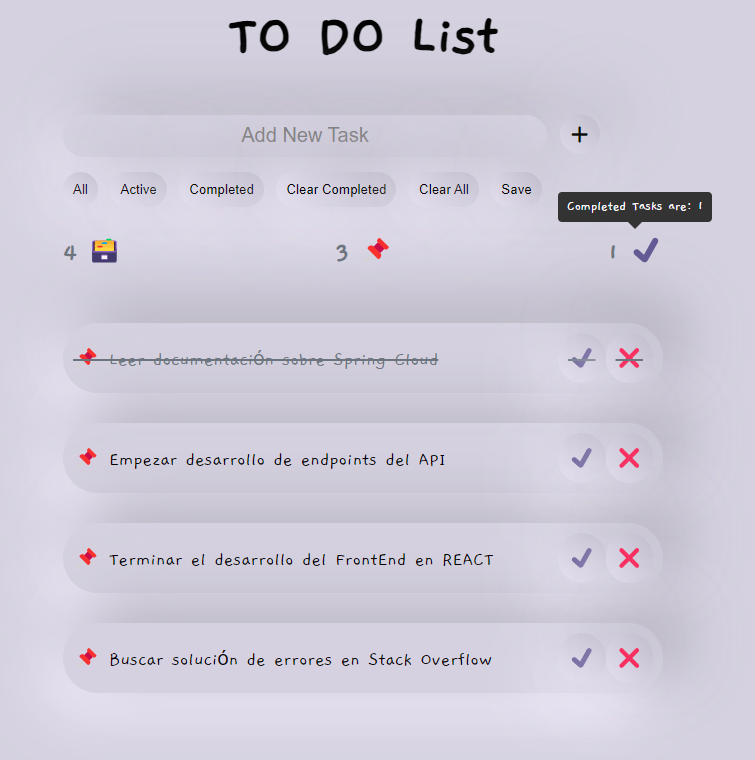 TO DO List
Add New Task +
All Active Completed Clear Completed Clear All Save
Completed Tasks are: 1
4 3 1
Leer documentación sobre Spring Cloud
Empezar desarrollo de endpoints del API
Terminar el desarrollo del FrontEnd en REACT
Buscar solución de errores en Stack Overflow